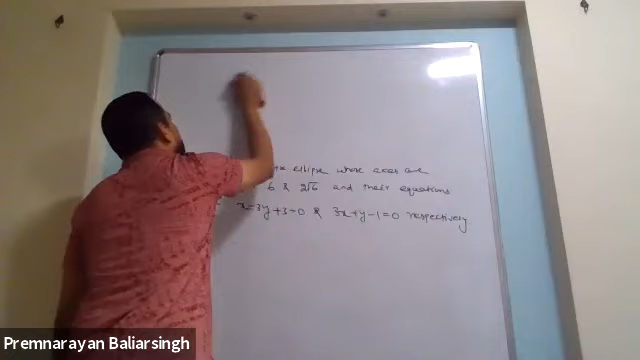 ellipse whose axes are
6 & 2√6 and their equations
x-3y+3=0 & 3x+y-1=0 respectively
Premnarayan Baliarsingh